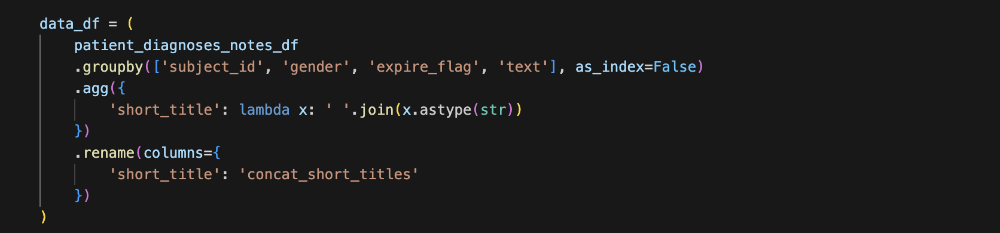 data_df = (
    patient_diagnoses_notes_df
    .groupby(['subject_id', 'gender', 'expire_flag', 'text'], as_index=False)
    .agg({
        'short_title': lambda x: ' '.join(x.astype(str))
    })
    .rename(columns={
        'short_title': 'concat_short_titles'
    })
)